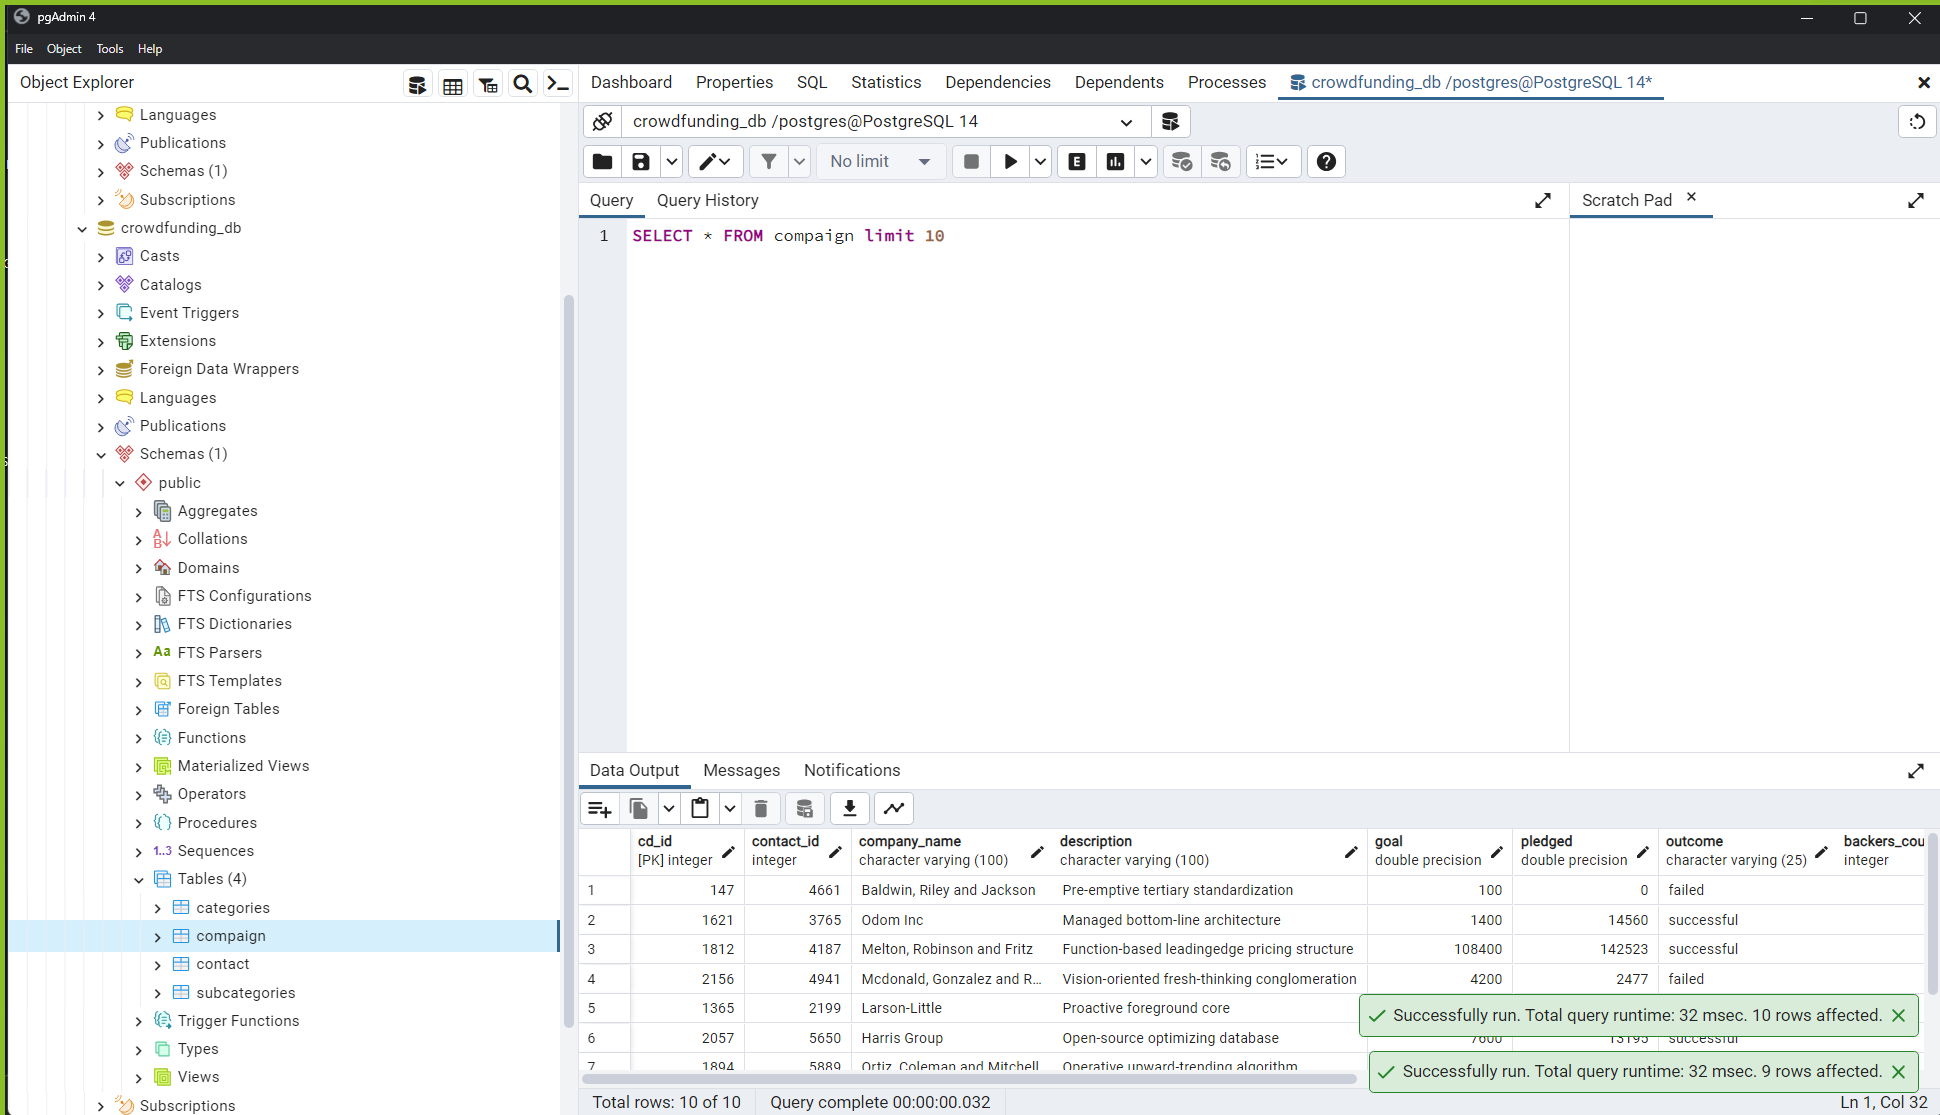 pgAdmin 4
File Object Tools Help
Object Explorer
Languages
Publications
Schemas (1)
Subscriptions
crowdfunding_db
Casts
Catalogs
Event Triggers
Extensions
Foreign Data Wrappers
Languages
Publications
Schemas (1)
public
Aggregates
Collations
Domains
FTS Configurations
FTS Dictionaries
Aa FTS Parsers
FTS Templates
Foreign Tables
Functions
Materialized Views
Operators
Procedures
1..3 Sequences
Tables (4)
categories
compaign
contact
subcategories
Trigger Functions
Types
Views
Subscriptions
Dashboard Properties SQL Statistics Dependencies Dependents Processes crowdfunding_db /postgres@PostgreSQL 14*
crowdfunding_db /postgres@PostgreSQL 14
No limit E
Query Query History
Scratch Pad
1 SELECT * FROM compaign limit 10
Data Output Messages Notifications
cd_id contact_id company_name description goal pledged outcome backers_cou
[PK] integer integer character varying (100) character varying (100) double precision double precision character varying (25) integer
1 147 4661 Baldwin, Riley and Jackson Pre-emptive tertiary standardization 100 0 failed
2 1621 3765 Odom Inc Managed bottom-line architecture 1400 14560 successful
3 1812 4187 Melton, Robinson and Fritz Function-based leadingedge pricing structure 108400 142523 successful
4 2156 4941 Mcdonald, Gonzalez and R... Vision-oriented fresh-thinking conglomeration 4200 2477 failed
5 1365 2199 Larson-Little Proactive foreground core
6 2057 5650 Harris Group Open-source optimizing database 7600 13195 successful
7 1894 5889 Ortiz, Coleman and Mitchell Operative upward-trending algorithm
Successfully run. Total query runtime: 32 msec. 10 rows affected.
Successfully run. Total query runtime: 32 msec. 9 rows affected.
Total rows: 10 of 10 Query complete 00:00:00.032 Ln 1, Col 32